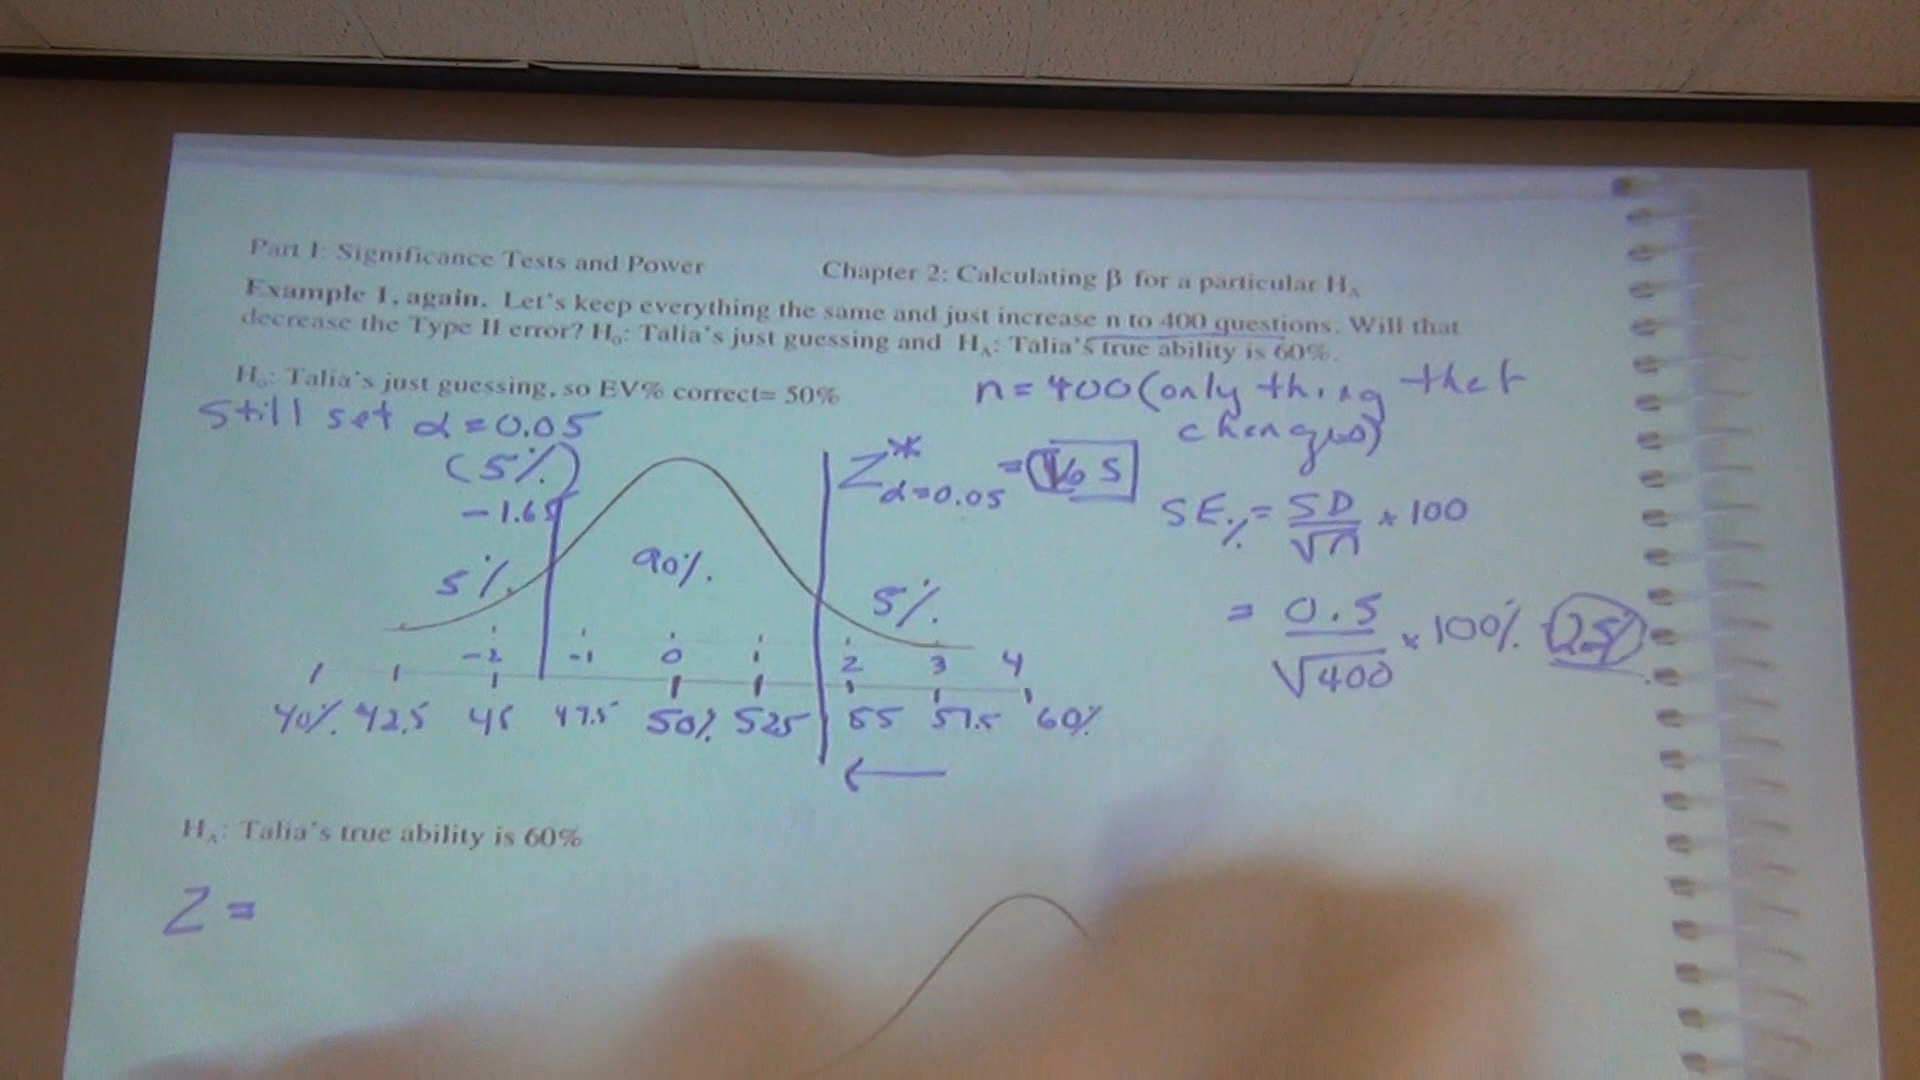 Part I: Significance Tests and Power Chapter 2: Calculating β for a particular Hₐ
Example 1, again. Let's keep everything the same and just increase n to 400 questions. Will that
decrease the Type II error? H₀: Talia's just guessing and Hₐ: Talia's true ability is 60%.
H₀: Talia's just guessing, so EV% correct= 50%
n = 400 (only thing that
changes)
Still set α = 0.05
(5%)
-1.65
Z*α=0.05 = 1.65
SE% = SD/√n * 100
5% 90% 5%
= 0.5/√400 * 100%
-2 -1 0 1 2 3 4
40% 42.5 45 47.5 50% 52.5 55 57.5 60%
Hₐ: Talia's true ability is 60%
Z =